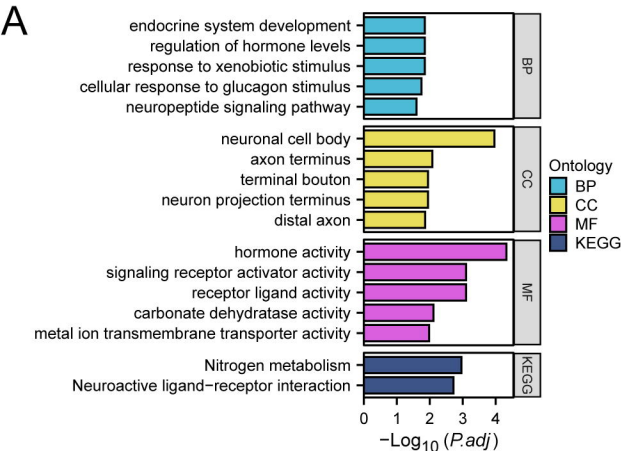 A
endocrine system development
regulation of hormone levels
response to xenobiotic stimulus
cellular response to glucagon stimulus
neuropeptide signaling pathway
BP
neuronal cell body
axon terminus
terminal bouton
neuron projection terminus
distal axon
CC
hormone activity
signaling receptor activator activity
receptor ligand activity
carbonate dehydratase activity
metal ion transmembrane transporter activity
MF
Nitrogen metabolism
Neuroactive ligand−receptor interaction
KEGG
0 1 2 3 4
−Log10 (P.adj)
Ontology
BP
CC
MF
KEGG